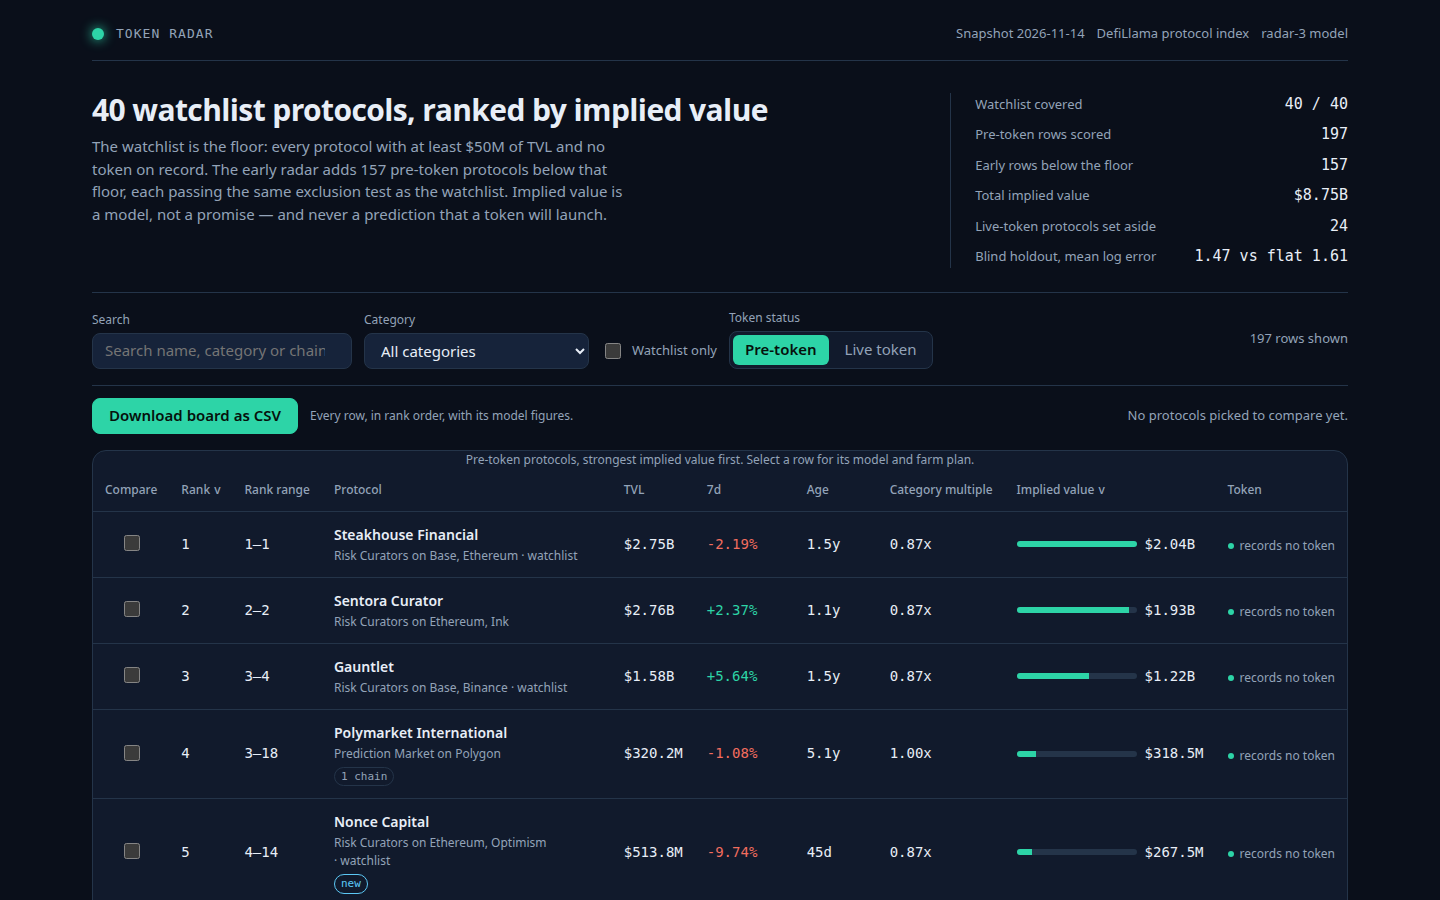 TOKEN RADAR
Snapshot 2026-11-14 DefiLlama protocol index radar-3 model
40 watchlist protocols, ranked by implied value
The watchlist is the floor: every protocol with at least $50M of TVL and no
token on record. The early radar adds 157 pre-token protocols below that
floor, each passing the same exclusion test as the watchlist. Implied value is
a model, not a promise — and never a prediction that a token will launch.
Watchlist covered 40 / 40
Pre-token rows scored 197
Early rows below the floor 157
Total implied value $8.75B
Live-token protocols set aside 24
Blind holdout, mean log error 1.47 vs flat 1.61
Search
Search name, category or chain
Category
All categories
Watchlist only
Token status
Pre-token Live token
197 rows shown
Download board as CSV Every row, in rank order, with its model figures. No protocols picked to compare yet.
Pre-token protocols, strongest implied value first. Select a row for its model and farm plan.
Compare Rank v Rank range Protocol TVL 7d Age Category multiple Implied value v Token
1 1–1 Steakhouse Financial $2.75B -2.19% 1.5y 0.87x $2.04B records no token
Risk Curators on Base, Ethereum · watchlist
2 2–2 Sentora Curator $2.76B +2.37% 1.1y 0.87x $1.93B records no token
Risk Curators on Ethereum, Ink
3 3–4 Gauntlet $1.58B +5.64% 1.5y 0.87x $1.22B records no token
Risk Curators on Base, Binance · watchlist
4 3–18 Polymarket International $320.2M -1.08% 5.1y 1.00x $318.5M records no token
Prediction Market on Polygon
1 chain
5 4–14 Nonce Capital $513.8M -9.74% 45d 0.87x $267.5M records no token
Risk Curators on Ethereum, Optimism
· watchlist
new